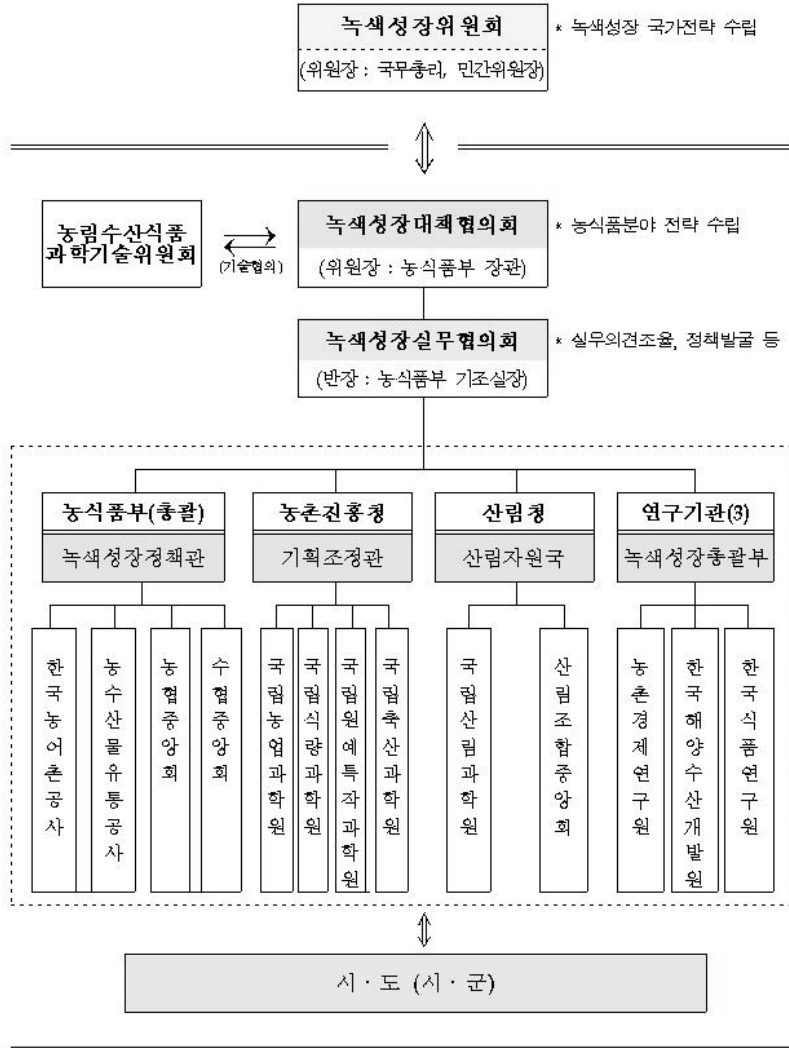 녹색성장위원회
* 녹색성장 국가전략 수립
(위원장 : 국무총리, 민간위원장)
농림수산식품
과학기술위원회
(기술협의)
녹색성장대책협의회
* 농식품분야 전략 수립
(위원장 : 농식품부 장관)
녹색성장실무협의회
* 실무의견조율, 정책발굴 등
(반장 : 농식품부 기조실장)
농식품부(총괄)
녹색성장정책관
농촌진흥청
기획조정관
산림청
산림자원국
연구기관(3)
녹색성장총괄부
한국농어촌공사
농수산물유통공사
농협중앙회
수협중앙회
국립농업과학원
국립식량과학원
국립원예특작과학원
국립축산과학원
국립산림과학원
산림조합중앙회
농촌경제연구원
한국해양수산개발원
한국식품연구원
시 · 도 (시 · 군)